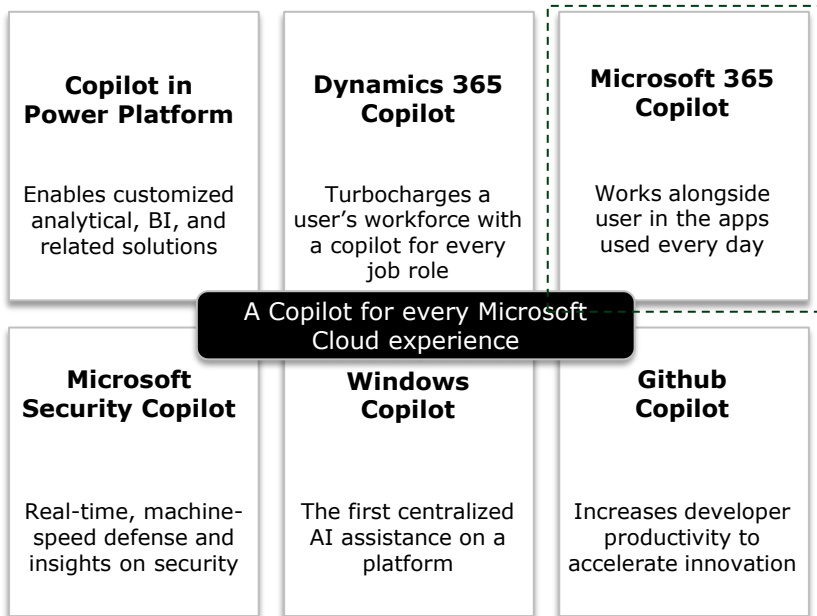 Copilot in
Power Platform
Enables customized
analytical, BI, and
related solutions
Dynamics 365
Copilot
Turbocharges a
user’s workforce with
a copilot for every
job role
Microsoft 365
Copilot
Works alongside
user in the apps
used every day
A Copilot for every Microsoft
Cloud experience
Microsoft
Security Copilot
Real-time, machine-
speed defense and
insights on security
Windows
Copilot
The first centralized
AI assistance on a
platform
Github
Copilot
Increases developer
productivity to
accelerate innovation